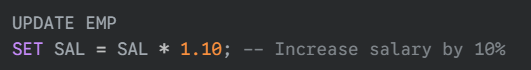 UPDATE EMP
SET SAL = SAL * 1.10; -- Increase salary by 10%